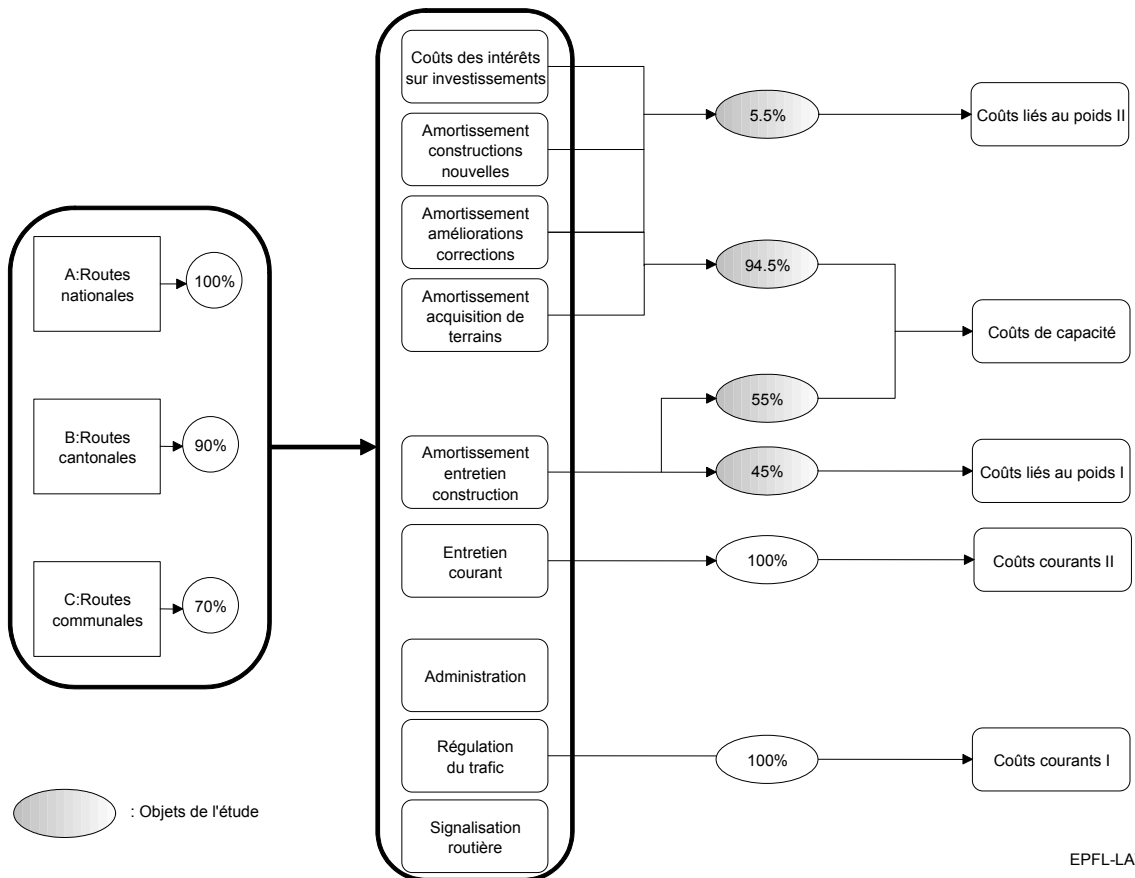 A:Routes
nationales
100%
B:Routes
cantonales
90%
C:Routes
communales
70%
Coûts des intérêts
sur investissements
Amortissement
constructions
nouvelles
Amortissement
améliorations
corrections
Amortissement
acquisition de
terrains
Amortissement
entretien
construction
Entretien
courant
Administration
Régulation
du trafic
Signalisation
routière
5.5%
94.5%
55%
45%
100%
100%
Coûts liés au poids II
Coûts de capacité
Coûts liés au poids I
Coûts courants II
Coûts courants I
: Objets de l'étude
EPFL-LA